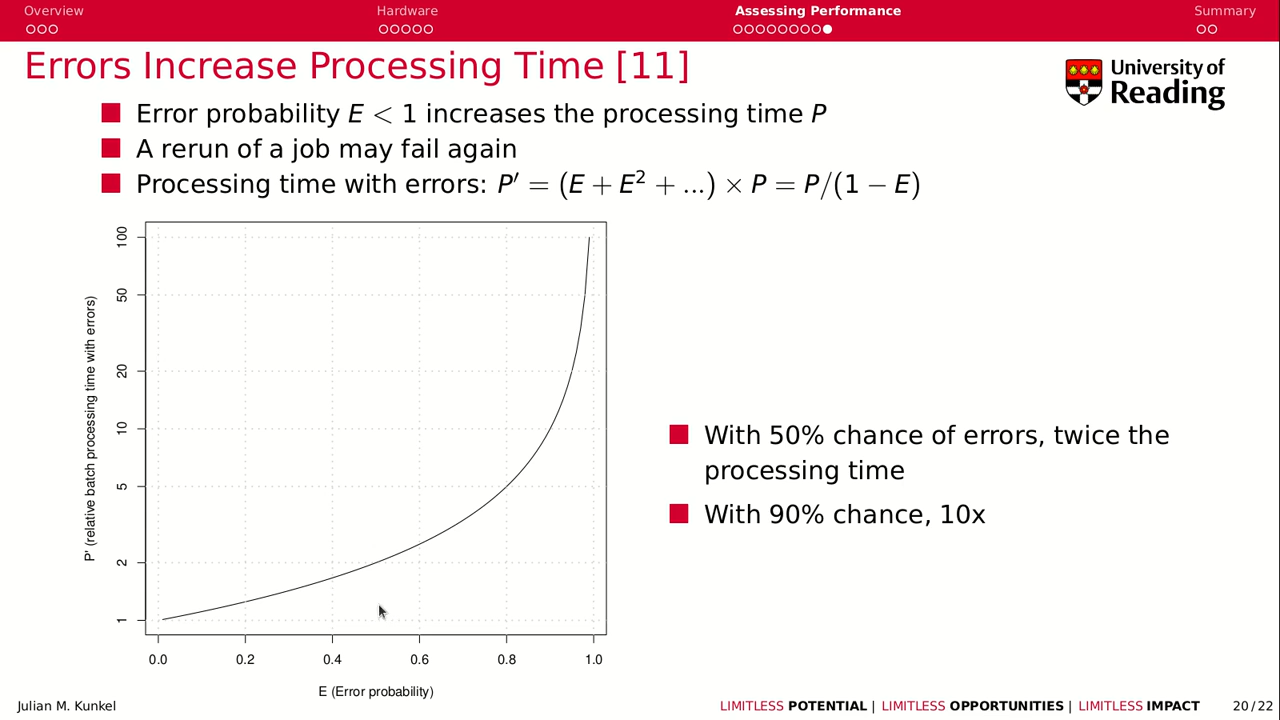 Overview Hardware Assessing Performance Summary
Errors Increase Processing Time [11]
University of
Reading
Error probability E < 1 increases the processing time P
A rerun of a job may fail again
Processing time with errors: P′ = (E + E² + ...) × P = P/(1 − E)
100
50
20
10
5
2
1
P' (relative batch processing time with errors)
0.0 0.2 0.4 0.6 0.8 1.0
E (Error probability)
With 50% chance of errors, twice the
processing time
With 90% chance, 10x
Julian M. Kunkel LIMITLESS POTENTIAL | LIMITLESS OPPORTUNITIES | LIMITLESS IMPACT 20/22